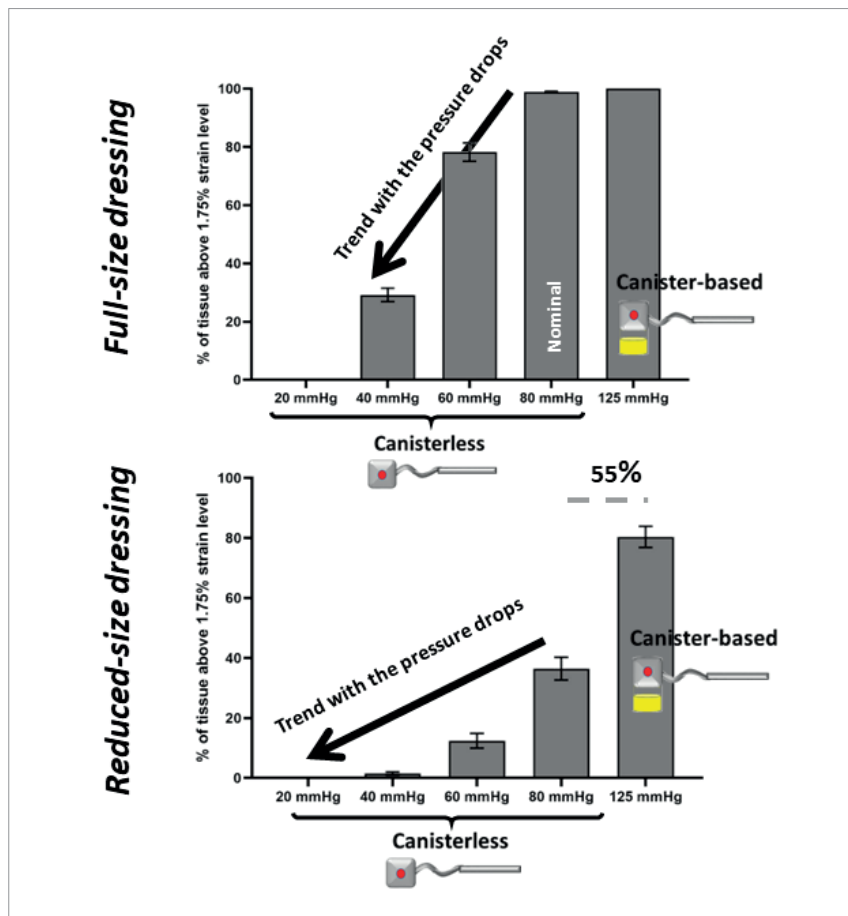 Full-size dressing
% of tissue above 1.75% strain level
100
80
60
40
20
0
Trend with the pressure drops
Nominal
Canister-based
20 mmHg 40 mmHg 60 mmHg 80 mmHg 125 mmHg
Canisterless
Reduced-size dressing
% of tissue above 1.75% strain level
100
80
60
40
20
0
55%
Trend with the pressure drops
Canister-based
20 mmHg 40 mmHg 60 mmHg 80 mmHg 125 mmHg
Canisterless